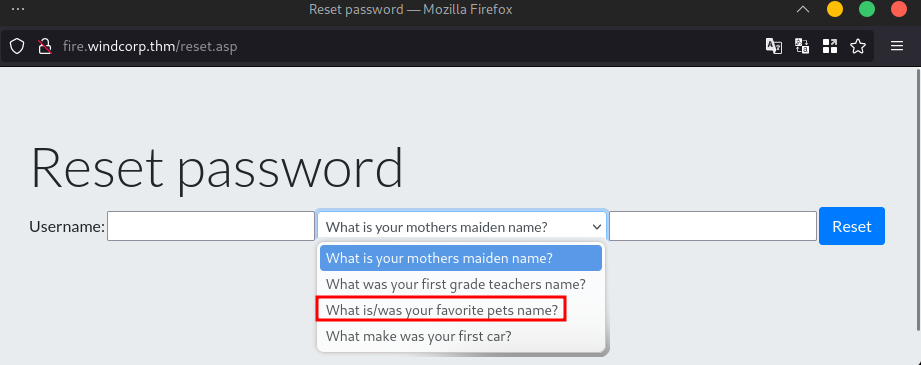 Reset password — Mozilla Firefox
fire.windcorp.thm/reset.asp
Reset password
Username: What is your mothers maiden name? Reset
What is your mothers maiden name?
What was your first grade teachers name?
What is/was your favorite pets name?
What make was your first car?